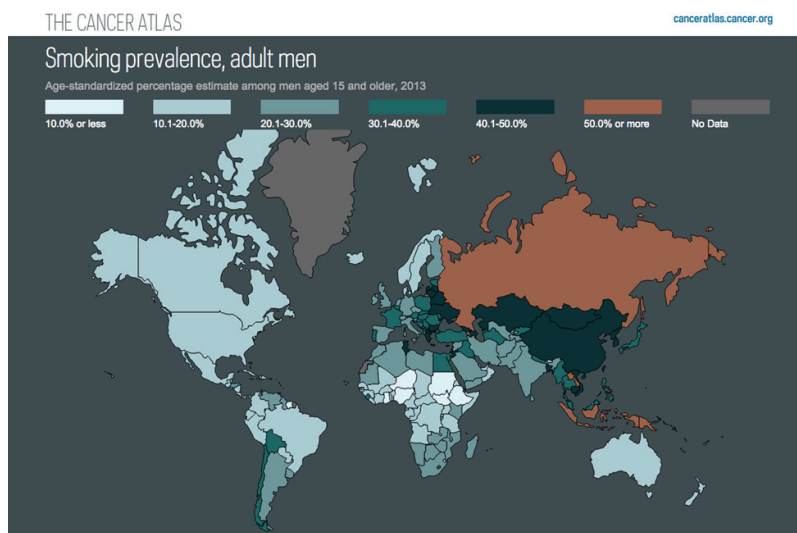 THE CANCER ATLAS
canceratlas.cancer.org
Smoking prevalence, adult men
Age-standardized percentage estimate among men aged 15 and older, 2013
10.0% or less
10.1-20.0%
20.1-30.0%
30.1-40.0%
40.1-50.0%
50.0% or more
No Data